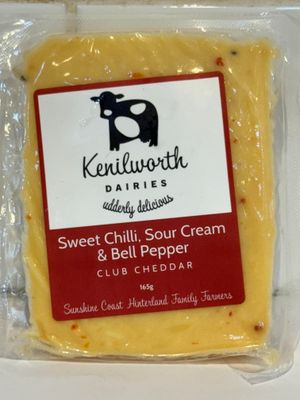 Kenilworth
DAIRIES
udderly delicious
Sweet Chilli, Sour Cream
& Bell Pepper
CLUB CHEDDAR
165g
Sunshine Coast Hinterland Family Farmers